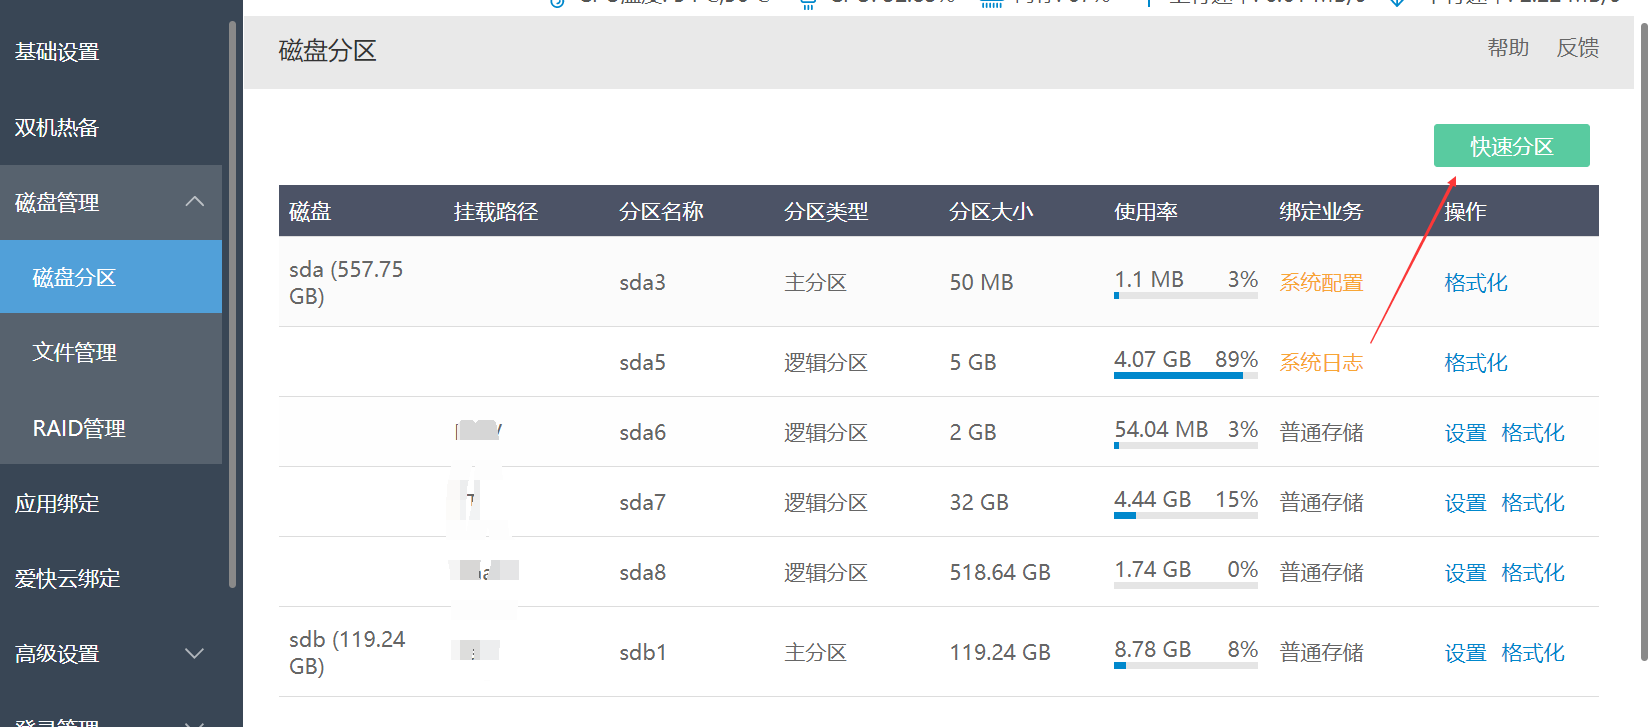 基础设置
双机热备
磁盘管理
磁盘分区
文件管理
RAID管理
应用绑定
爱快云绑定
高级设置
登录管理
磁盘分区
帮助 反馈
快速分区
磁盘 挂载路径 分区名称 分区类型 分区大小 使用率 绑定业务 操作
sda (557.75
GB)
sda3 主分区 50 MB 1.1 MB 3% 系统配置 格式化
sda5 逻辑分区 5 GB 4.07 GB 89% 系统日志 格式化
sda6 逻辑分区 2 GB 54.04 MB 3% 普通存储 设置 格式化
sda7 逻辑分区 32 GB 4.44 GB 15% 普通存储 设置 格式化
sda8 逻辑分区 518.64 GB 1.74 GB 0% 普通存储 设置 格式化
sdb (119.24
GB)
sdb1 主分区 119.24 GB 8.78 GB 8% 普通存储 设置 格式化